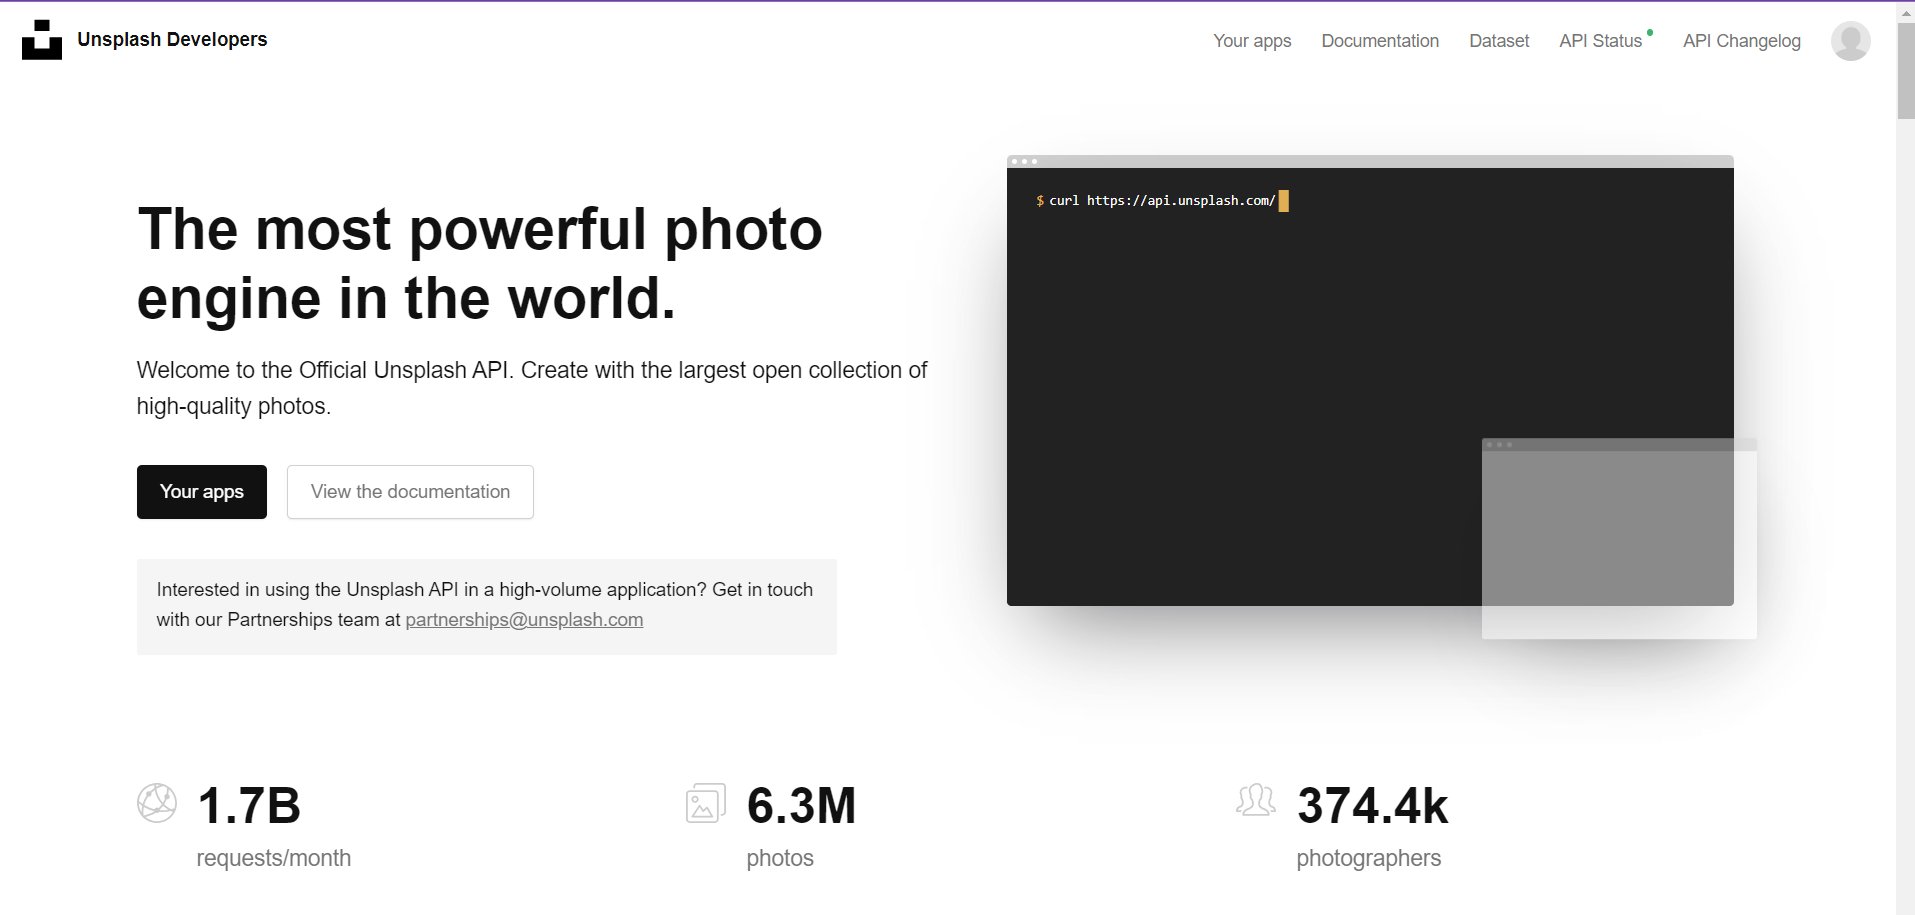 Unsplash Developers
Your apps
Documentation
Dataset
API Status
API Changelog
The most powerful photo
engine in the world.
Welcome to the Official Unsplash API. Create with the largest open collection of
high-quality photos.
Your apps
View the documentation
Interested in using the Unsplash API in a high-volume application? Get in touch
with our Partnerships team at partnerships@unsplash.com
$ curl https://api.unsplash.com/
1.7B
requests/month
6.3M
photos
374.4k
photographers